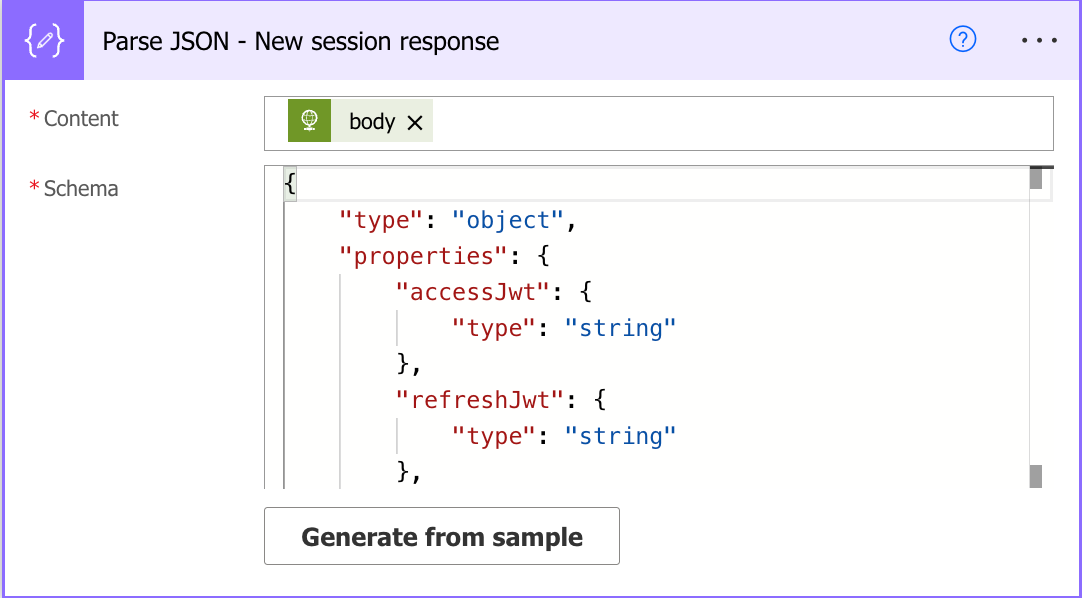 Parse JSON - New session response
* Content
body
* Schema
{
"type": "object",
"properties": {
"accessJwt": {
"type": "string"
},
"refreshJwt": {
"type": "string"
},
Generate from sample